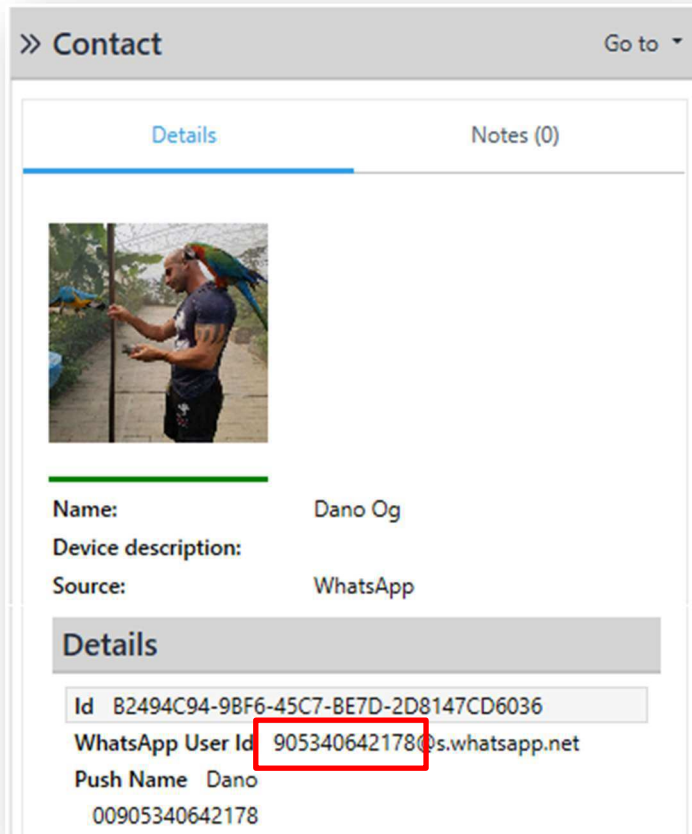 Contact Go to
Details Notes (0)
Name: Dano Og
Device description:
Source: WhatsApp
Details
Id B2494C94-9BF6-45C7-BE7D-2D8147CD6036
WhatsApp User Id 905340642178@s.whatsapp.net
Push Name Dano
00905340642178